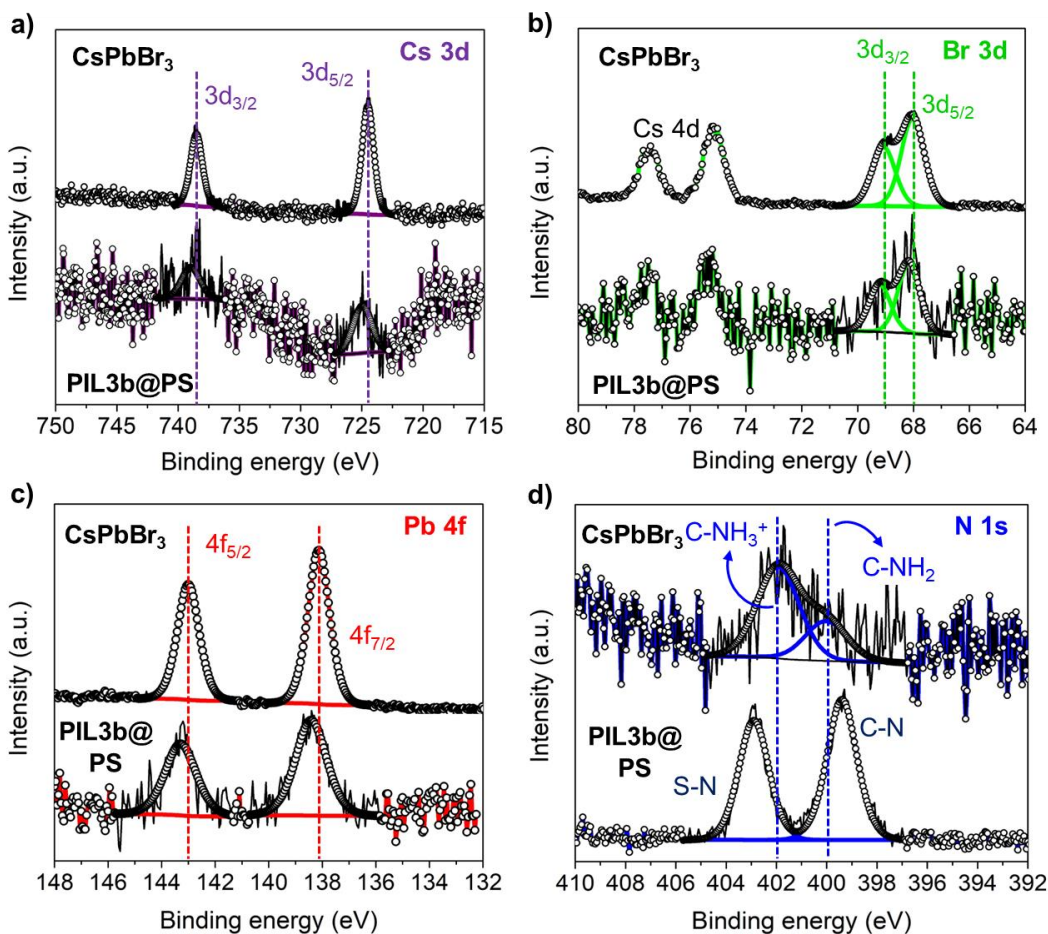 a)
CsPbBr₃
Cs 3d
3d₃/₂
3d₅/₂
PIL3b@PS
Intensity (a.u.)
750 745 740 735 730 725 720 715
Binding energy (eV)
b)
CsPbBr₃
Br 3d
3d₃/₂
3d₅/₂
Cs 4d
PIL3b@PS
Intensity (a.u.)
80 78 76 74 72 70 68 66 64
Binding energy (eV)
c)
CsPbBr₃
Pb 4f
4f₅/₂
4f₇/₂
PIL3b@
PS
Intensity (a.u.)
148 146 144 142 140 138 136 134 132
Binding energy (eV)
d)
CsPbBr₃
C-NH₃⁺
N 1s
C-NH₂
PIL3b@
PS
C-N
S-N
Intensity (a.u.)
410 408 406 404 402 400 398 396 394 392
Binding energy (eV)